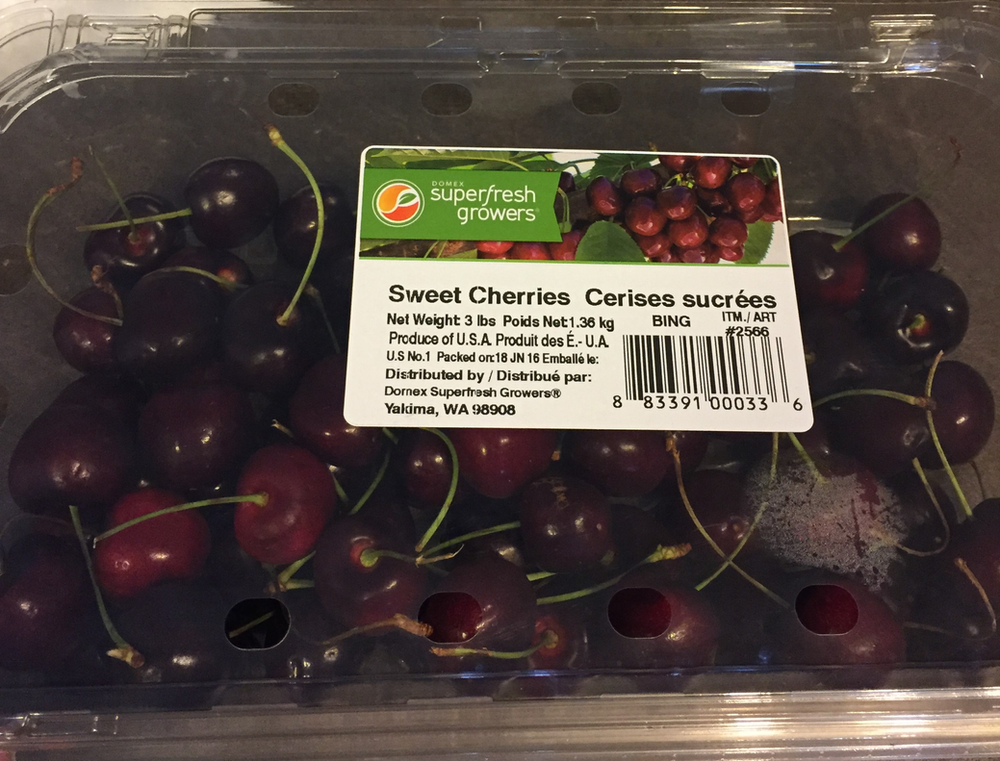 DOMEX
superfresh
growers®
Sweet Cherries Cerises sucrées
Net Weight: 3 lbs Poids Net:1.36 kg
BING
ITM./ ART
#2566
Produce of U.S.A. Produit des É.- U.A.
U.S No.1 Packed on:18 JN 16 Emballé le:
Distributed by / Distribué par:
Domex Superfresh Growers®
Yakima, WA 98908
8 83391 00033 6